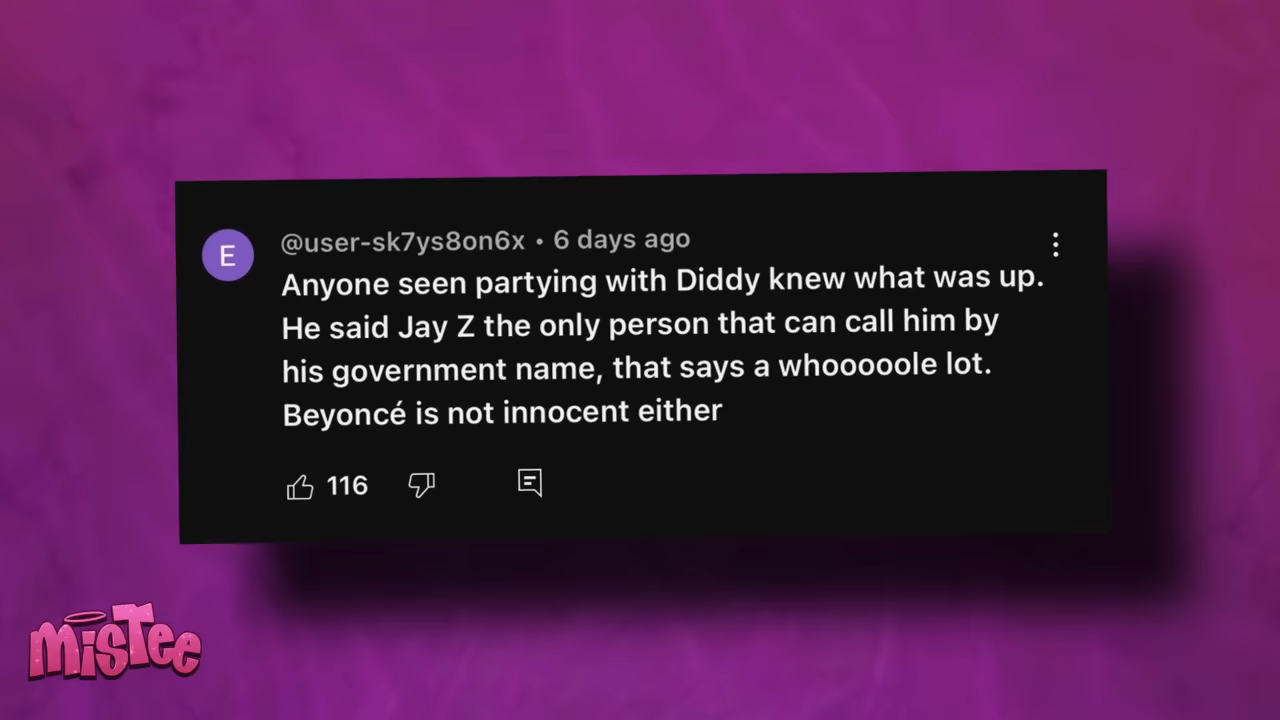 E
@user-sk7ys8on6x • 6 days ago
Anyone seen partying with Diddy knew what was up.
He said Jay Z the only person that can call him by
his government name, that says a whooooole lot.
Beyoncé is not innocent either
116
MisTee